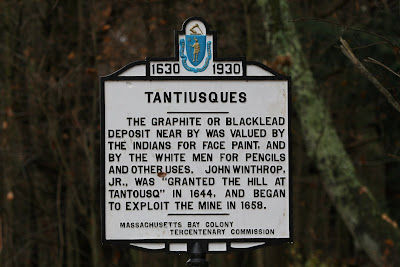 1630 1930
TANTIUSQUES
THE GRAPHITE OR BLACKLEAD
DEPOSIT NEAR BY WAS VALUED BY
THE INDIANS FOR FACE PAINT, AND
BY THE WHITE MEN FOR PENCILS
AND OTHER USES. JOHN WINTHROP,
JR., WAS "GRANTED THE HILL AT
TANTOUSQ" IN 1644, AND BEGAN
TO EXPLOIT THE MINE IN 1658.
MASSACHUSETTS BAY COLONY
TERCENTENARY COMMISSION